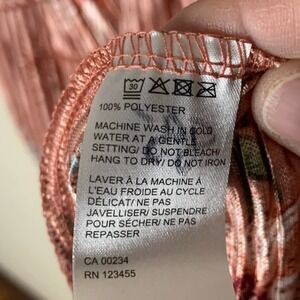 30
100% POLYESTER
MACHINE WASH IN COLD
WATER AT A GENTLE
SETTING/ DO NOT BLEACH/
HANG TO DRY/ DO NOT IRON
LAVER À LA MACHINE À
L'EAU FROIDE AU CYCLE
DÉLICAT/ NE PAS
JAVELLISER/ SUSPENDRE
POUR SÉCHER/ NE PAS
REPASSER
CA 00234
RN 123455